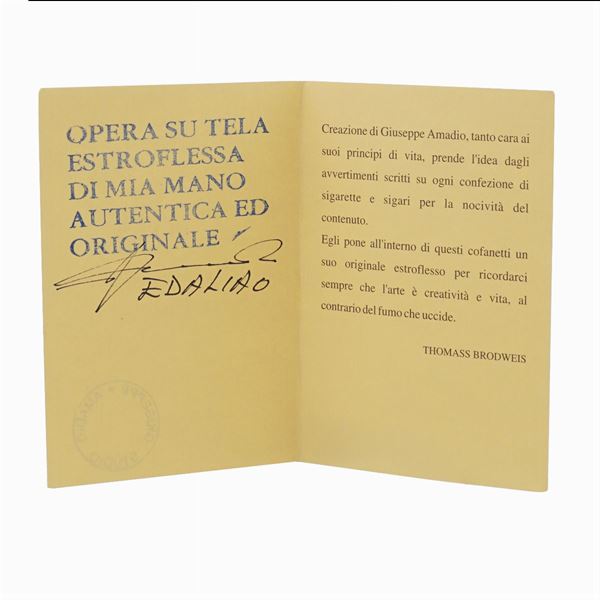 OPERA SU TELA
ESTROFLESSA
DI MIA MANO
AUTENTICA ED
ORIGINALE
EDALIAO
Creazione di Giuseppe Amadio, tanto cara ai
suoi principi di vita, prende l'idea dagli
avvertimenti scritti su ogni confezione di
sigarette e sigari per la nocività del
contenuto.
Egli pone all'interno di questi cofanetti un
suo originale estroflesso per ricordarci
sempre che l'arte è creatività e vita, al
contrario del fumo che uccide.
THOMASS BRODWEIS